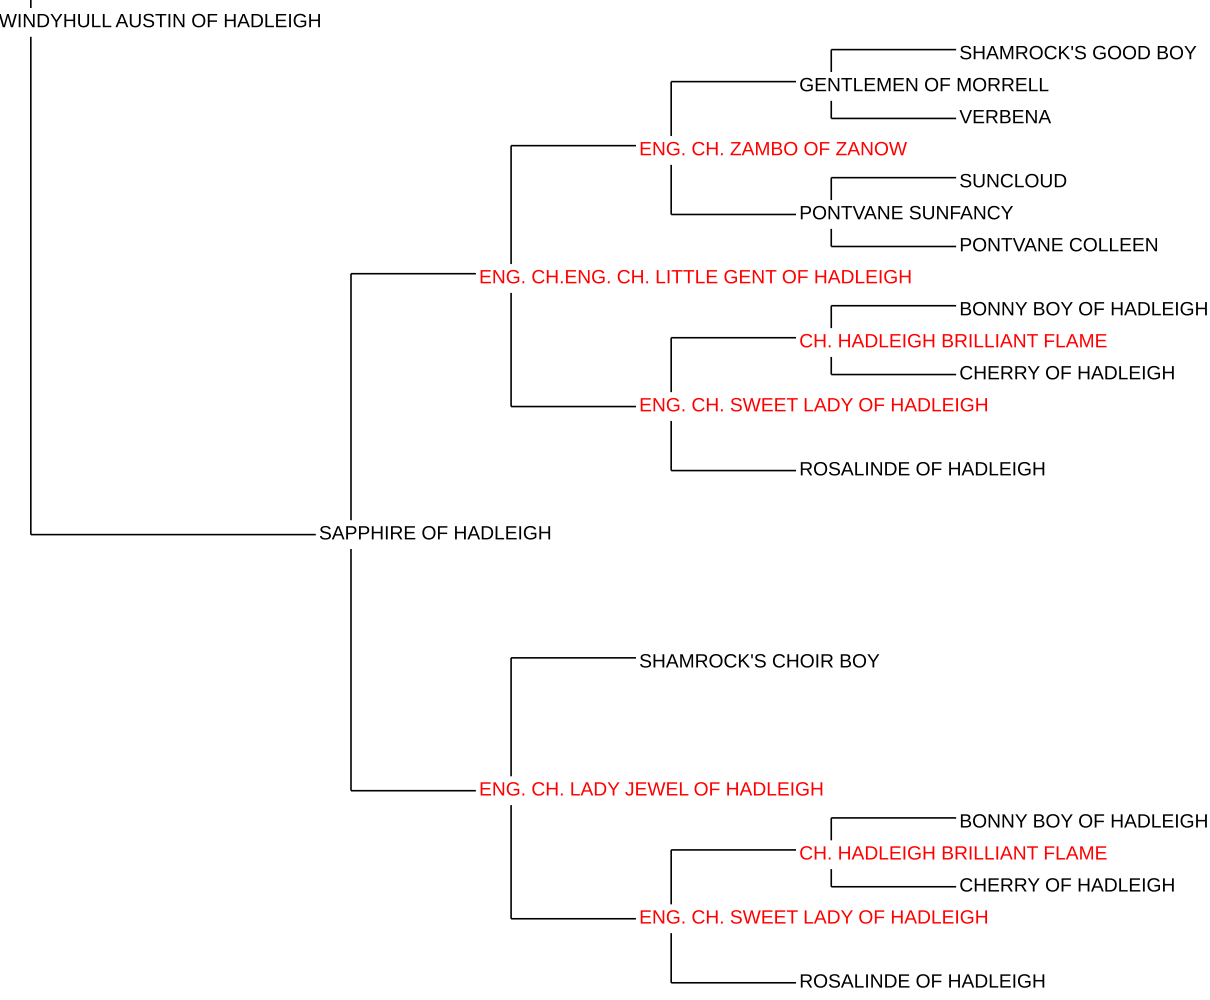 WINDYHULL AUSTIN OF HADLEIGH
SHAMROCK'S GOOD BOY
GENTLEMEN OF MORRELL
VERBENA
ENG. CH. ZAMBO OF ZANOW
SUNCLOUD
PONTVANE SUNFANCY
PONTVANE COLLEEN
ENG. CH.ENG. CH. LITTLE GENT OF HADLEIGH
BONNY BOY OF HADLEIGH
CH. HADLEIGH BRILLIANT FLAME
CHERRY OF HADLEIGH
ENG. CH. SWEET LADY OF HADLEIGH
ROSALINDE OF HADLEIGH
SAPPHIRE OF HADLEIGH
SHAMROCK'S CHOIR BOY
ENG. CH. LADY JEWEL OF HADLEIGH
BONNY BOY OF HADLEIGH
CH. HADLEIGH BRILLIANT FLAME
CHERRY OF HADLEIGH
ENG. CH. SWEET LADY OF HADLEIGH
ROSALINDE OF HADLEIGH